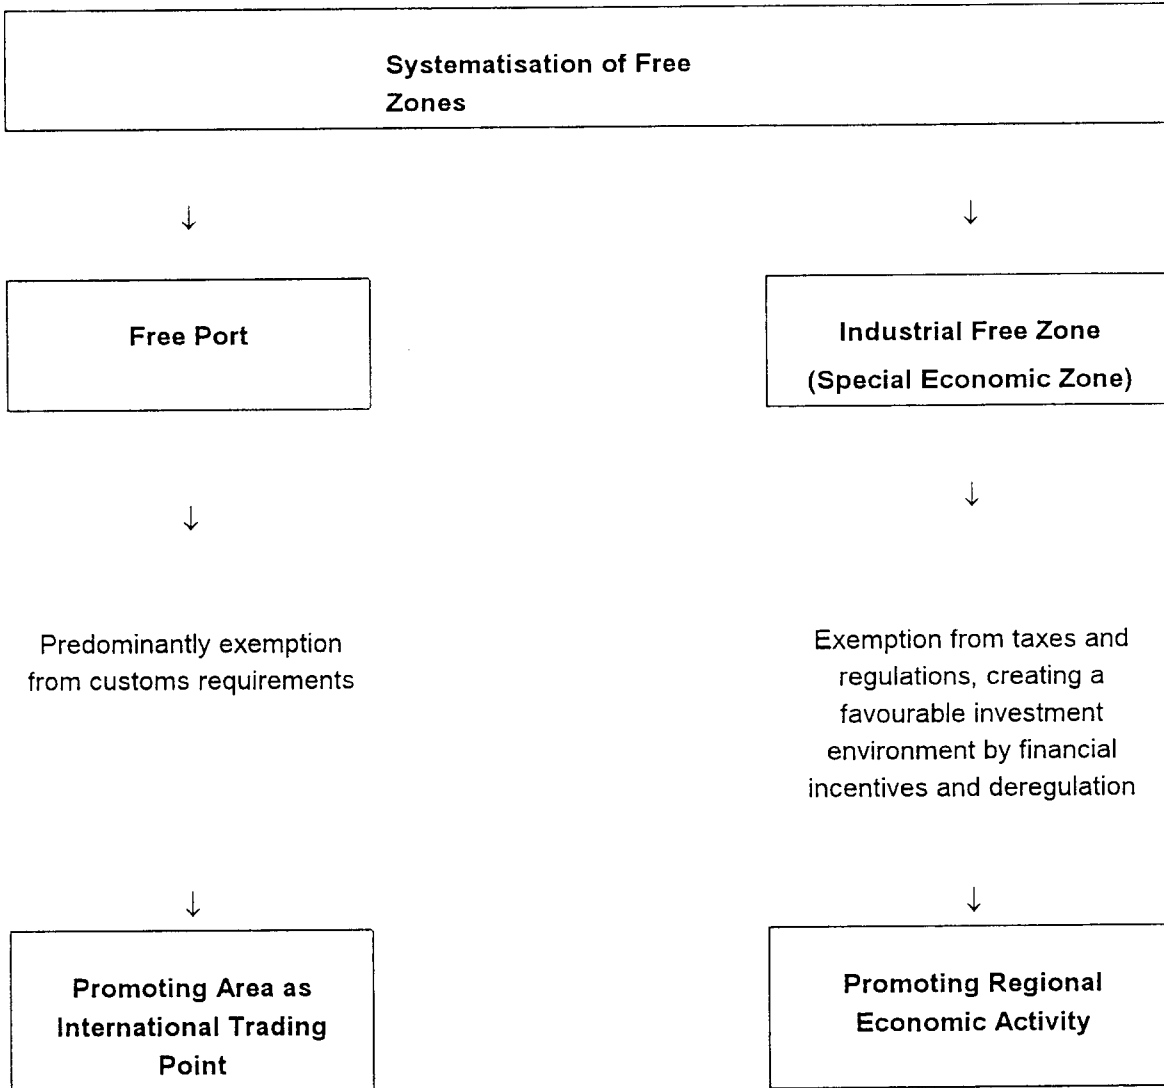 Systematisation of Free
Zones
↓
↓
Free Port
Industrial Free Zone
(Special Economic Zone)
↓
↓
Predominantly exemption
from customs requirements
Exemption from taxes and
regulations, creating a
favourable investment
environment by financial
incentives and deregulation
↓
↓
Promoting Area as
International Trading
Point
Promoting Regional
Economic Activity